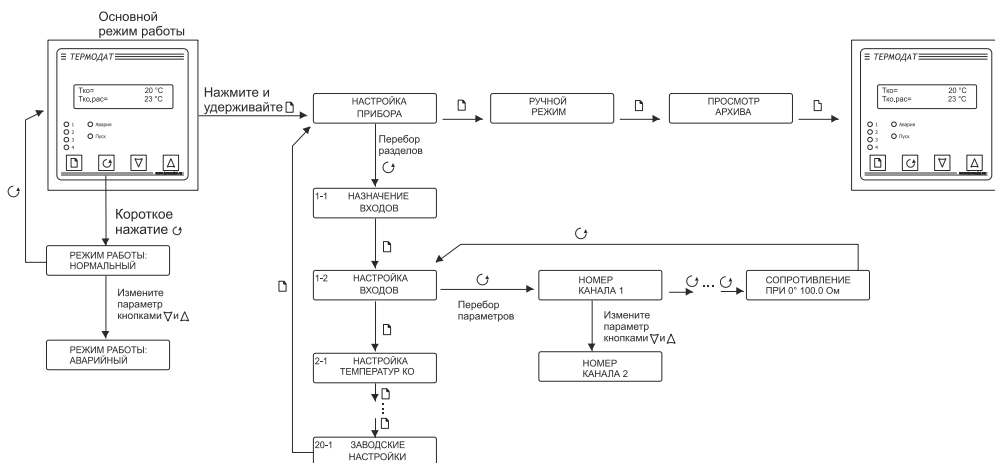 Основной
режим работы
ТЕРМОДАТ
Тко= 20 °C
Тко,рас= 23 °C
1
2
3
4
Авария
Пуск
Нажмите и
удерживайте
НАСТРОЙКА
ПРИБОРА
РУЧНОЙ
РЕЖИМ
ПРОСМОТР
АРХИВА
ТЕРМОДАТ
Тко= 20 °C
Тко,рас= 23 °C
1
2
3
4
Авария
Пуск
Перебор
разделов
1-1 НАЗНАЧЕНИЕ
ВХОДОВ
Короткое
нажатие
РЕЖИМ РАБОТЫ:
НОРМАЛЬНЫЙ
Измените
параметр
кнопками и
РЕЖИМ РАБОТЫ:
АВАРИЙНЫЙ
1-2 НАСТРОЙКА
ВХОДОВ
Перебор
параметров
НОМЕР
КАНАЛА 1
...
СОПРОТИВЛЕНИЕ
ПРИ 0° 100.0 Ом
Измените
параметр
кнопками и
НОМЕР
КАНАЛА 2
2-1 НАСТРОЙКА
ТЕМПЕРАТУР КО
20-1 ЗАВОДСКИЕ
НАСТРОЙКИ